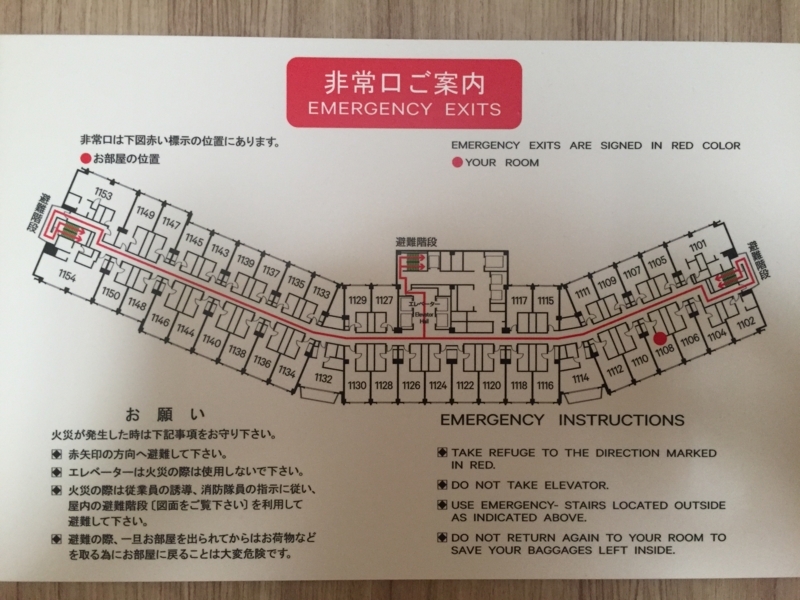 非常口ご案内
EMERGENCY EXITS
非常口は下図赤い標示の位置にあります。
●お部屋の位置
EMERGENCY EXITS ARE SIGNED IN RED COLOR
●YOUR ROOM
避難階段
避難階段
避難階段
1153
1149
1147
1145
1143
1139
1137
1135
1133
1129
1127
エレベーター
Elevator
Hall
1117
1115
1111
1109
1107
1105
1101
1154
1150
1148
1146
1144
1140
1138
1136
1134
1132
1130
1128
1126
1124
1122
1120
1118
1116
1114
1112
1110
1108
1106
1104
1102
お願い
火災が発生した時は下記事項をお守り下さい。
赤矢印の方向へ避難して下さい。
エレベーターは火災の際は使用しないで下さい。
火災の際は従業員の誘導、消防隊員の指示に従い、
屋内の避難階段〔図面をご覧下さい〕を利用して
避難して下さい。
避難の際、一旦お部屋を出られてからはお荷物など
を取る為にお部屋に戻ることは大変危険です。
EMERGENCY INSTRUCTIONS
TAKE REFUGE TO THE DIRECTION MARKED
IN RED.
DO NOT TAKE ELEVATOR.
USE EMERGENCY- STAIRS LOCATED OUTSIDE
AS INDICATED ABOVE.
DO NOT RETURN AGAIN TO YOUR ROOM TO
SAVE YOUR BAGGAGES LEFT INSIDE.